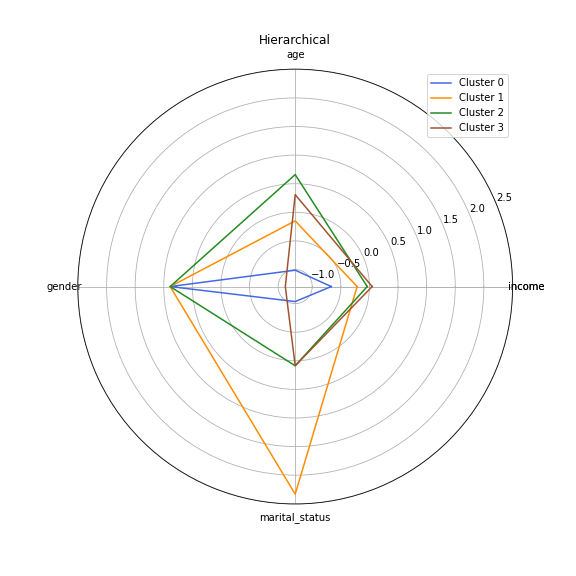 Hierarchical
age
Cluster 0
Cluster 1
Cluster 2
Cluster 3
2.5
2.0
1.5
1.0
0.5
0.0
−0.5
−1.0
gender
income
marital_status